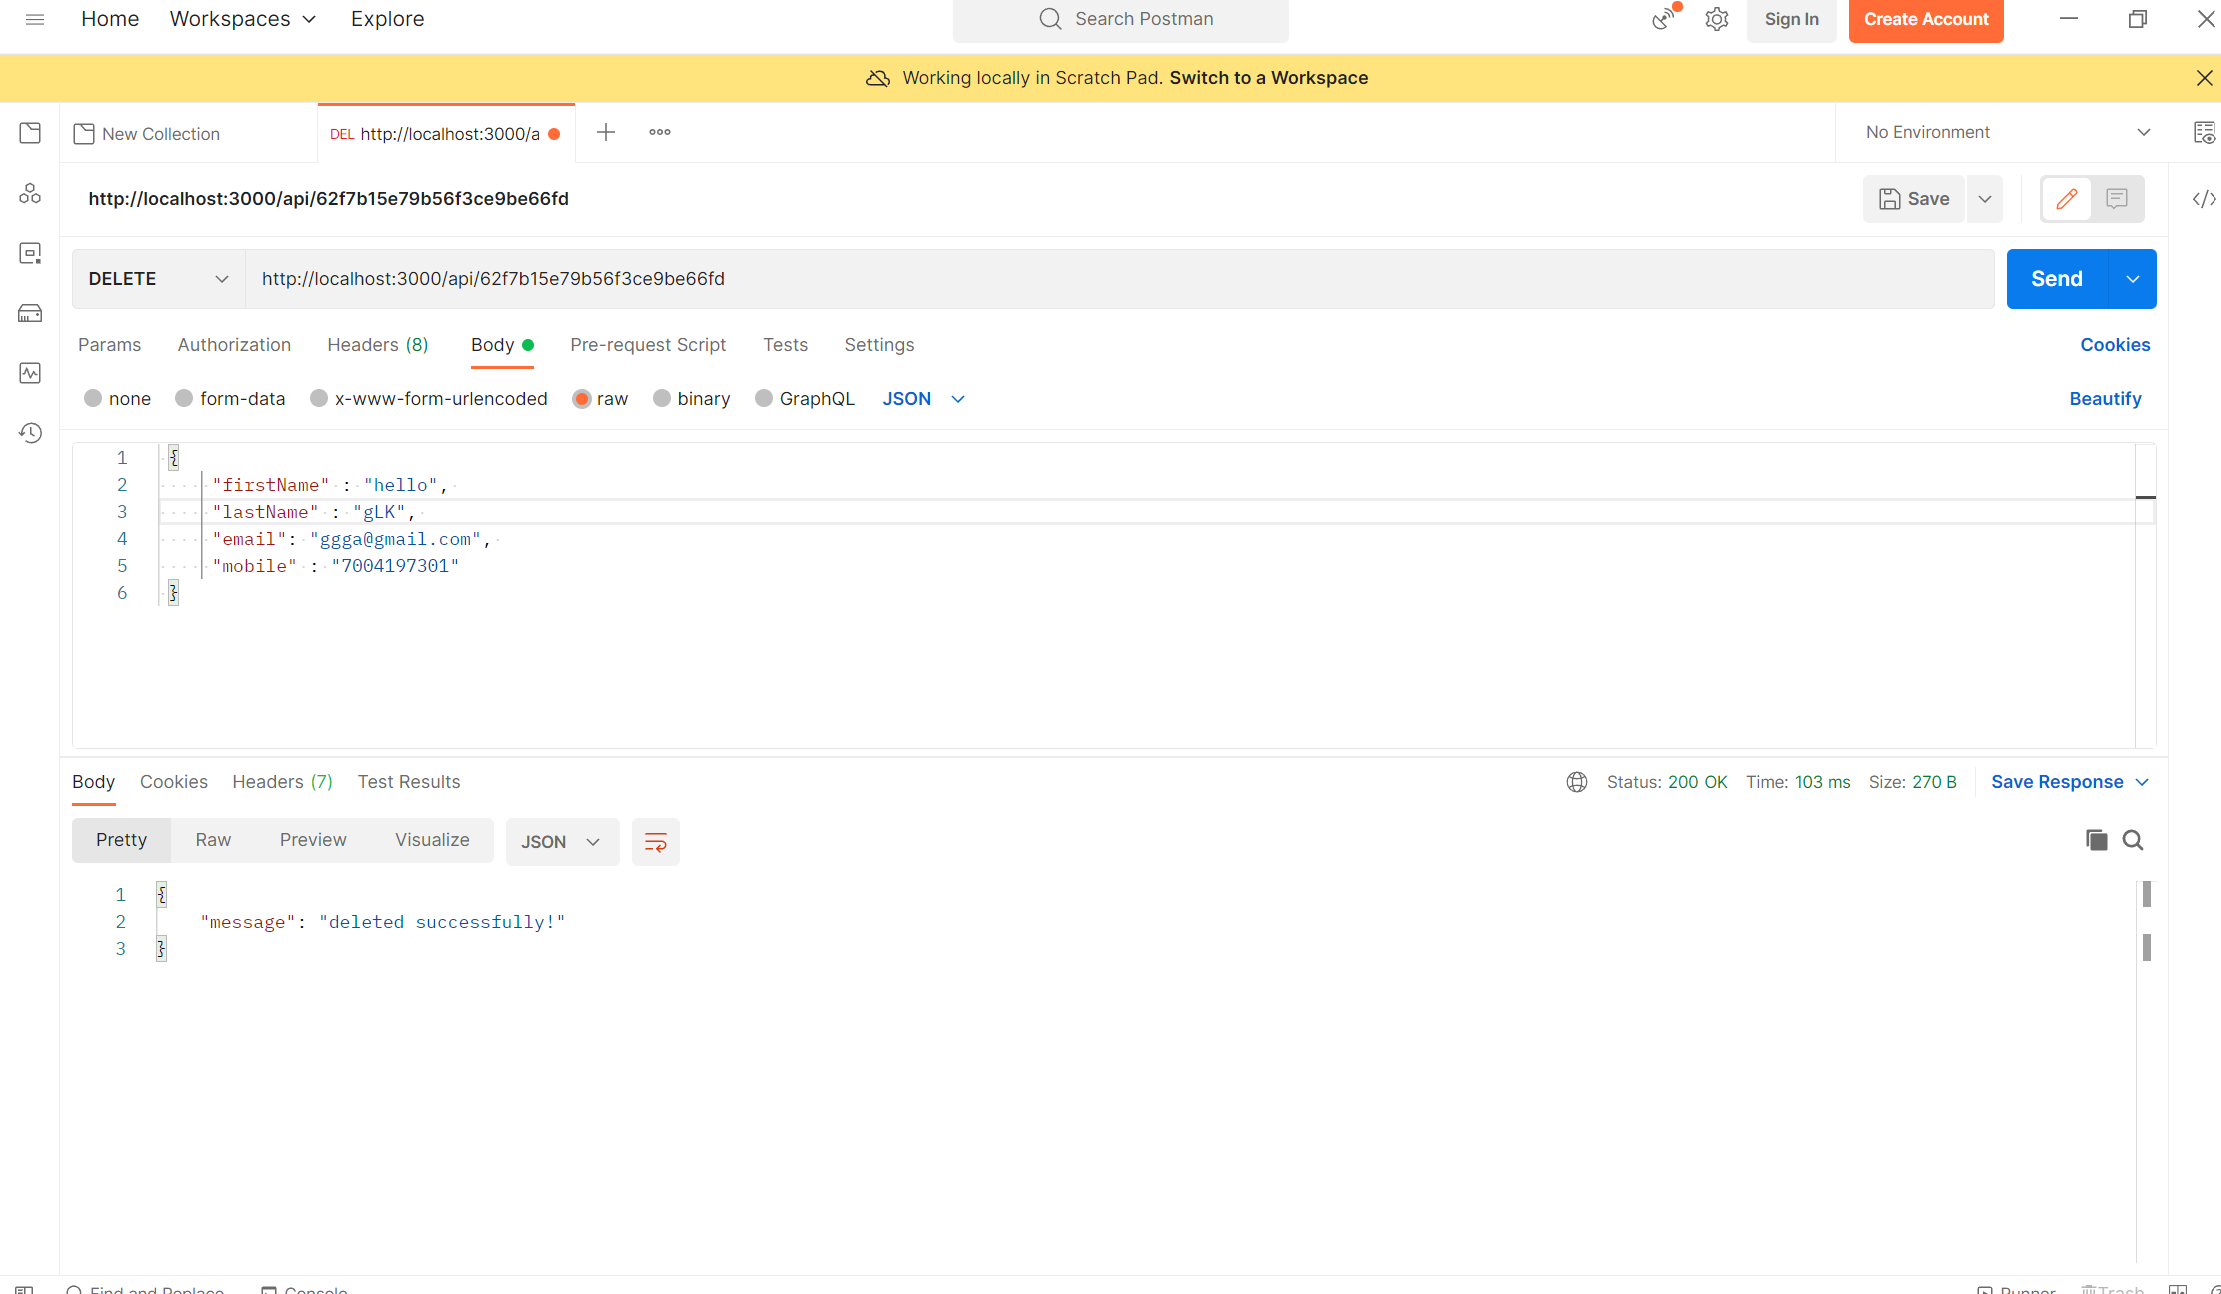 Home Workspaces Explore Search Postman Sign In Create Account
Working locally in Scratch Pad. Switch to a Workspace
New Collection DEL http://localhost:3000/a No Environment
http://localhost:3000/api/62f7b15e79b56f3ce9be66fd Save
DELETE http://localhost:3000/api/62f7b15e79b56f3ce9be66fd Send
Params Authorization Headers (8) Body Pre-request Script Tests Settings Cookies
none form-data x-www-form-urlencoded raw binary GraphQL JSON Beautify
1 {
2 "firstName" : "hello",
3 "lastName" : "gLK",
4 "email": "ggga@gmail.com",
5 "mobile" : "7004197301"
6 }
Body Cookies Headers (7) Test Results Status: 200 OK Time: 103 ms Size: 270 B Save Response
Pretty Raw Preview Visualize JSON
1 {
2 "message": "deleted successfully!"
3 }
Find and Replace Console Runner Trash